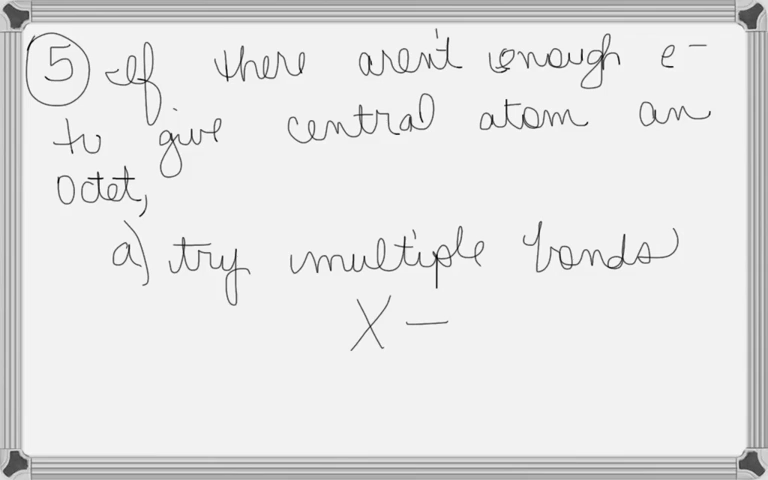 5 If there aren't enough e-
to give central atom an
octet,
a) try multiple bonds
X -